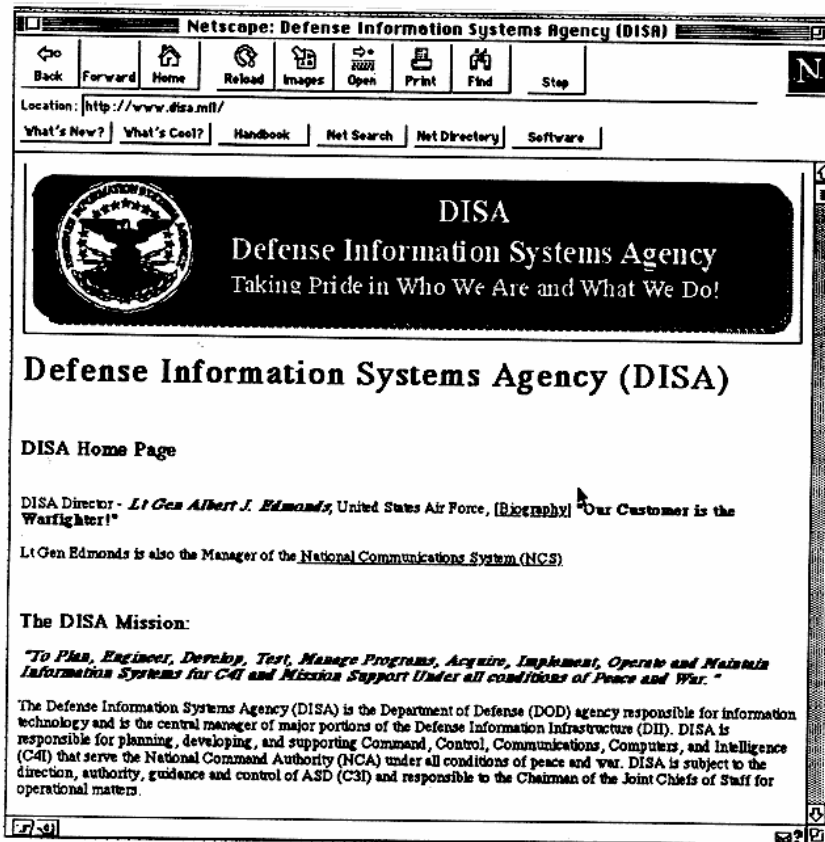 Netscape: Defense Information Systems Agency (DISA)
Back Forward Home Reload Images Open Print Find Stop
N
Location: http://www.disa.mil/
What's New? What's Cool? Handbook Net Search Net Directory Software
DISA
Defense Information Systems Agency
Taking Pride in Who We Are and What We Do!
Defense Information Systems Agency (DISA)
DISA Home Page
DISA Director - Lt Gen Albert J. Edmonds, United States Air Force, [Biography] "Our Customer is the
Warfighter!"
Lt Gen Edmonds is also the Manager of the National Communications System (NCS)
The DISA Mission:
"To Plan, Engineer, Develop, Test, Manage Programs, Acquire, Implement, Operate and Maintain
Information Systems for C4I and Mission Support Under all conditions of Peace and War. "
The Defense Information Systems Agency (DISA) is the Department of Defense (DOD) agency responsible for information
technology and is the central manager of major portions of the Defense Information Infrastructure (DII). DISA is
responsible for planning, developing, and supporting Command, Control, Communications, Computers, and Intelligence
(C4I) that serve the National Command Authority (NCA) under all conditions of peace and war. DISA is subject to the
direction, authority, guidance and control of ASD (C3I) and responsible to the Chairman of the Joint Chiefs of Staff for
operational matters.